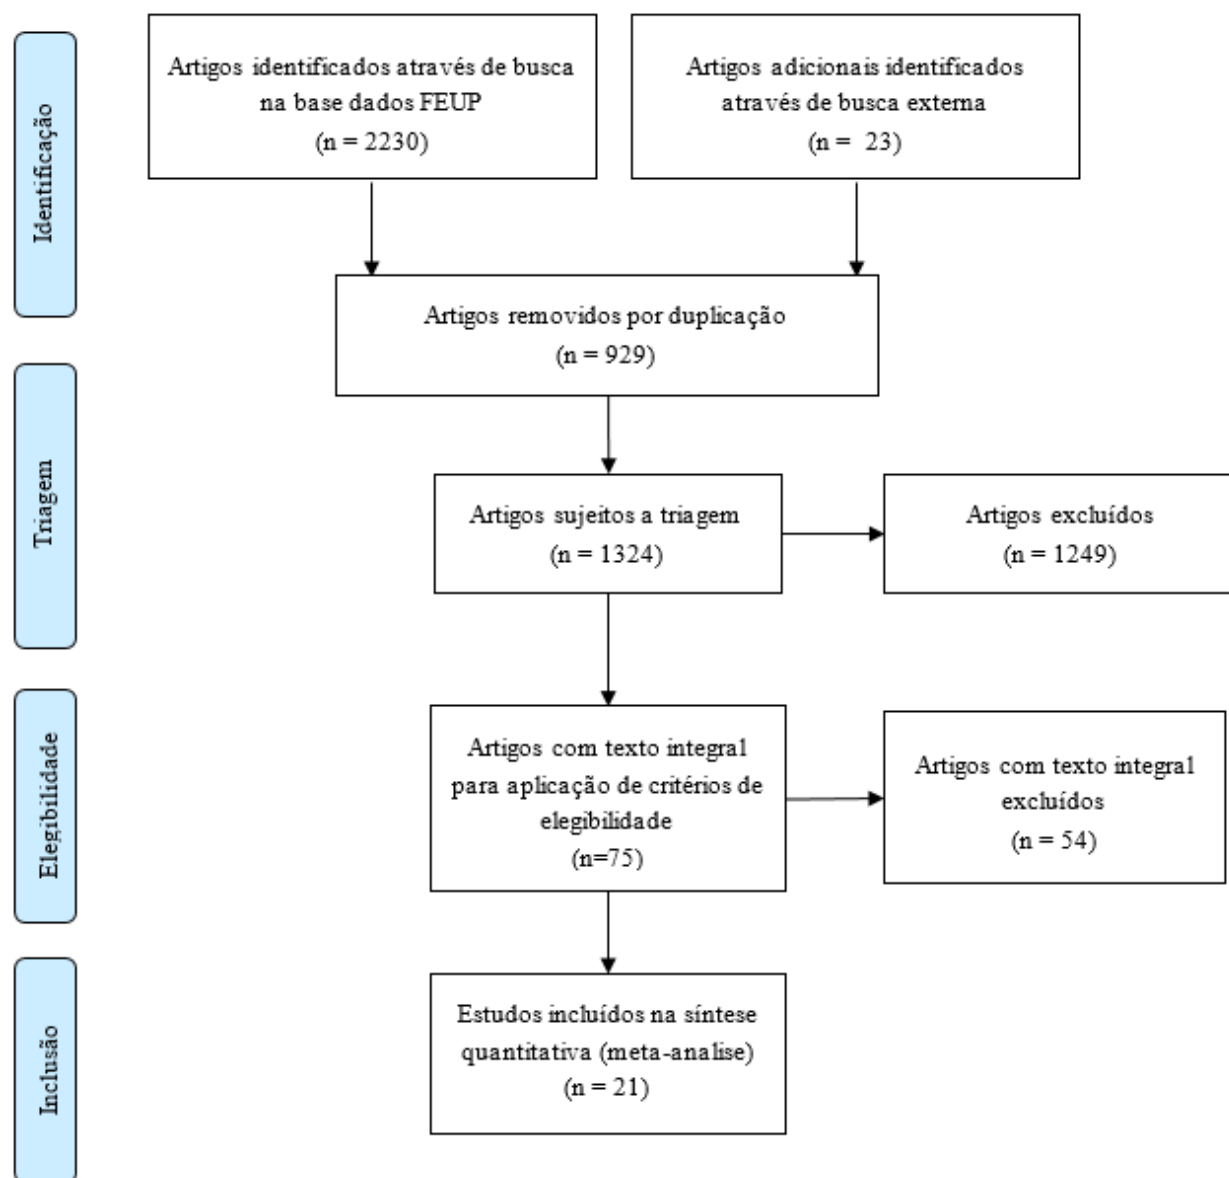 Identificação
Artigos identificados através de busca
na base dados FEUP
(n = 2230)
Artigos adicionais identificados
através de busca externa
(n = 23)
Artigos removidos por duplicação
(n = 929)
Triagem
Artigos sujeitos a triagem
(n = 1324)
Artigos excluídos
(n = 1249)
Elegibilidade
Artigos com texto integral
para aplicação de critérios de
elegibilidade
(n=75)
Artigos com texto integral
excluídos
(n = 54)
Inclusão
Estudos incluídos na síntese
quantitativa (meta-analise)
(n = 21)